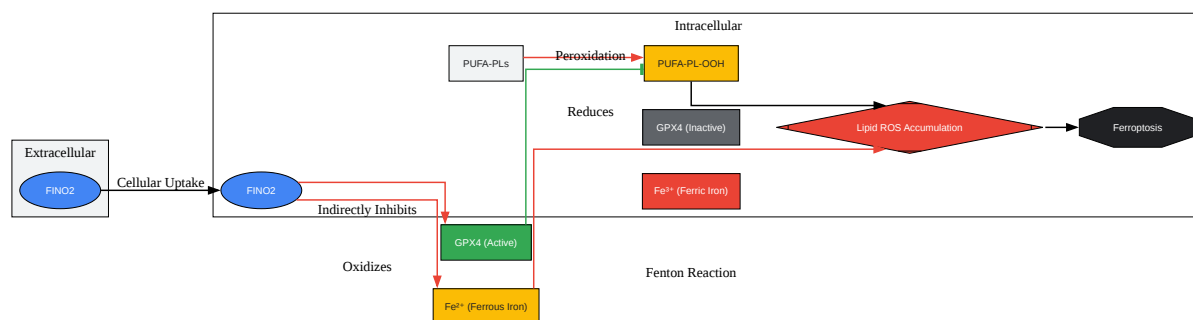 Intracellular
PUFA-PLs
Peroxidation
PUFA-PL-OOH
Reduces
GPX4 (Inactive)
Lipid ROS Accumulation
Ferroptosis
Extracellular
FINO2
Cellular Uptake
FINO2
Fe³⁺ (Ferric Iron)
Indirectly Inhibits
GPX4 (Active)
Oxidizes
Fenton Reaction
Fe²⁺ (Ferrous Iron)